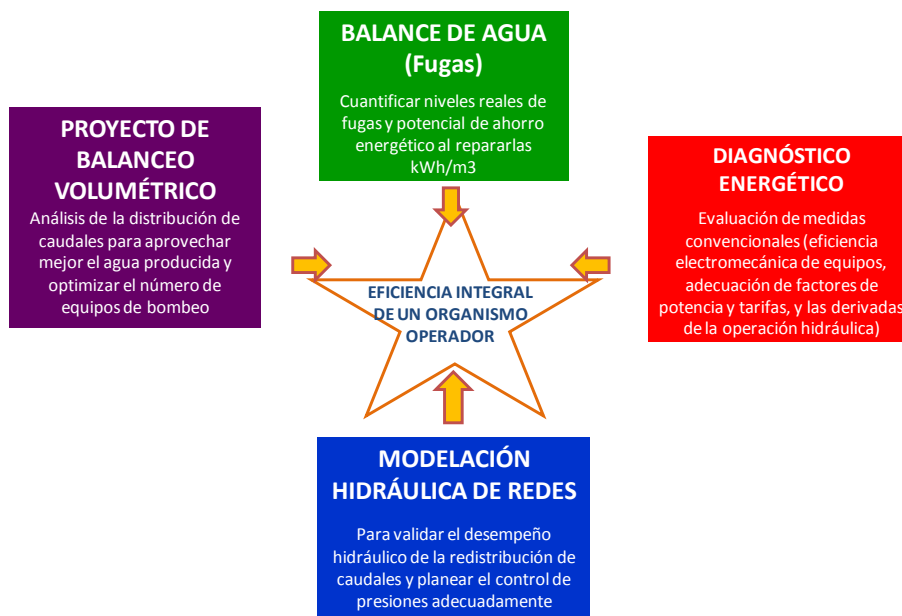 BALANCE DE AGUA
(Fugas)
Cuantificar niveles reales de
fugas y potencial de ahorro
energético al repararlas
kWh/m3
PROYECTO DE
BALANCEO
VOLUMÉTRICO
Análisis de la distribución de
caudales para aprovechar
mejor el agua producida y
optimizar el número de
equipos de bombeo
DIAGNÓSTICO
ENERGÉTICO
Evaluación de medidas
convencionales (eficiencia
electromecánica de equipos,
adecuación de factores de
potencia y tarifas, y las derivadas
de la operación hidráulica)
EFICIENCIA INTEGRAL
DE UN ORGANISMO
OPERADOR
MODELACIÓN
HIDRÁULICA DE REDES
Para validar el desempeño
hidráulico de la redistribución de
caudales y planear el control de
presiones adecuadamente